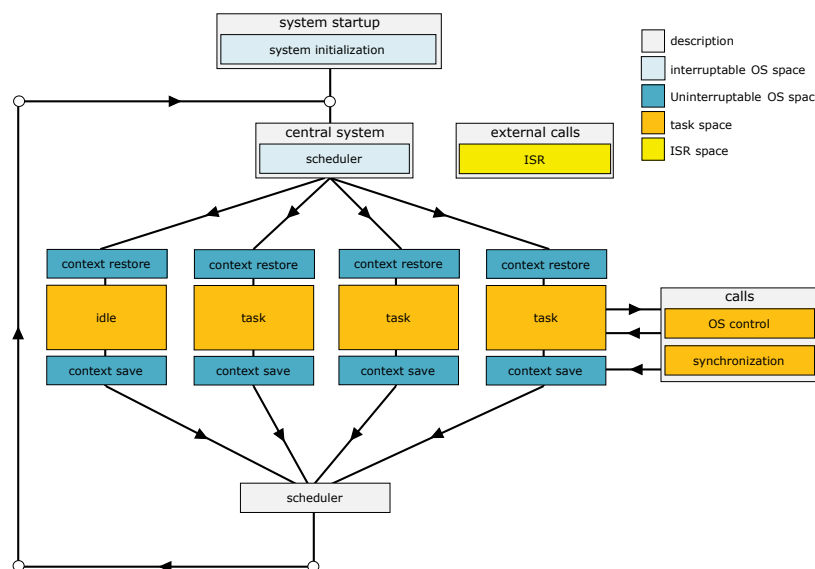 system startup
system initialization
description
interruptable OS space
Uninterruptable OS space
task space
ISR space
central system
scheduler
external calls
ISR
context restore
context restore
context restore
context restore
idle
task
task
task
calls
OS control
synchronization
context save
context save
context save
context save
scheduler